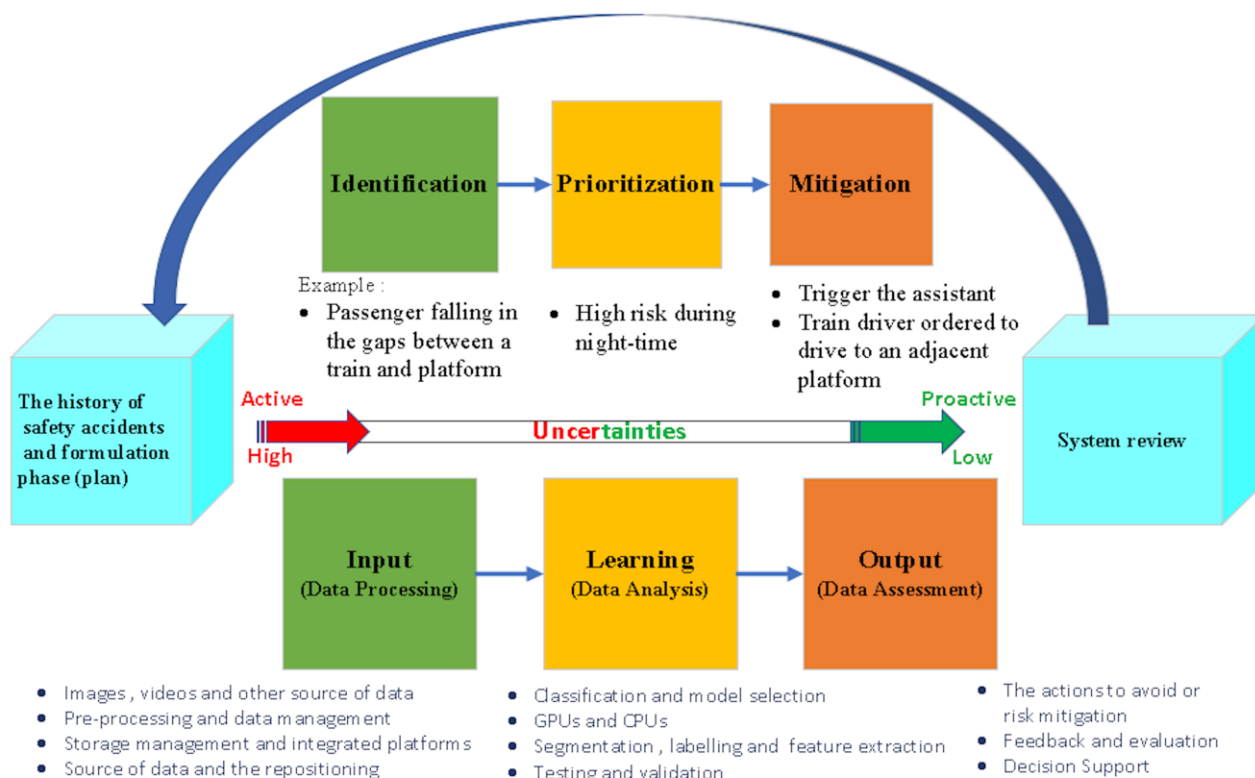 Identification
Prioritization
Mitigation
Example :
• Passenger falling in
the gaps between a
train and platform
• High risk during
night-time
• Trigger the assistant
• Train driver ordered to
drive to an adjacent
platform
The history of
safety accidents
and formulation
phase (plan)
Active
High
Uncertainties
Proactive
Low
System review
Input
(Data Processing)
Learning
(Data Analysis)
Output
(Data Assessment)
• Images , videos and other source of data
• Pre-processing and data management
• Storage management and integrated platforms
• Source of data and the repositioning
• Classification and model selection
• GPUs and CPUs
• Segmentation , labelling and feature extraction
• Testing and validation
• The actions to avoid or
risk mitigation
• Feedback and evaluation
• Decision Support